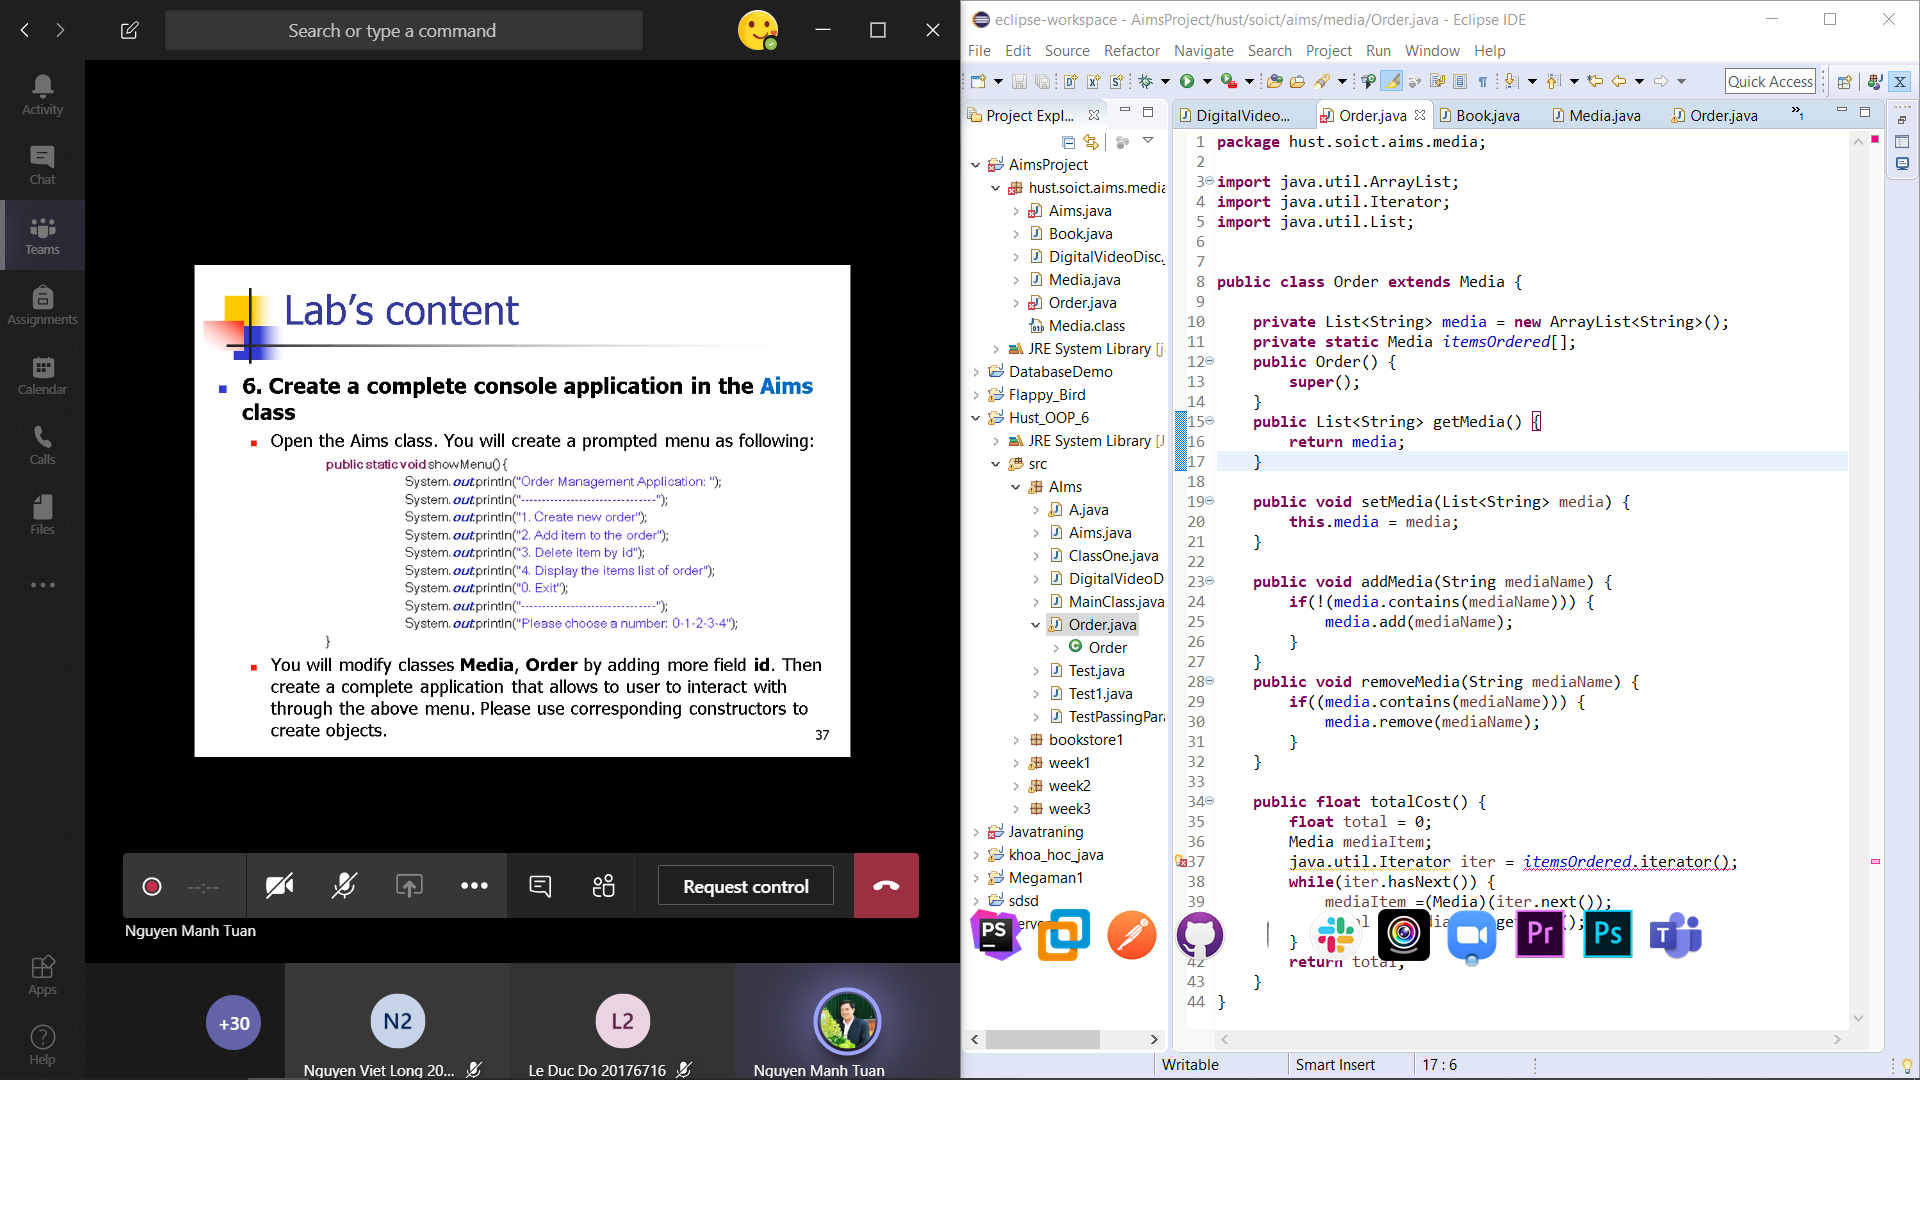 Search or type a command
Activity
Chat
Teams
Assignments
Calendar
Calls
Files
Apps
Help
Lab's content
6. Create a complete console application in the Aims
class
Open the Aims class. You will create a prompted menu as following:
public static void showMenu(){
System.out.println("Order Management Application: ");
System.out.println("--------------------------------");
System.out.println("1. Create new order");
System.out.println("2. Add item to the order");
System.out.println("3. Delete item by id");
System.out.println("4. Display the items list of order");
System.out.println("0. Exit");
System.out.println("--------------------------------");
System.out.println("Please choose a number: 0-1-2-3-4");
}
You will modify classes Media, Order by adding more field id. Then
create a complete application that allows to user to interact with
through the above menu. Please use corresponding constructors to
create objects.
37
--:--
Request control
Nguyen Manh Tuan
+30
N2
L2
Nguyen Viet Long 20...
Le Duc Do 20176716
Nguyen Manh Tuan
eclipse-workspace - AimsProject/hust/soict/aims/media/Order.java - Eclipse IDE
File Edit Source Refactor Navigate Search Project Run Window Help
Quick Access
Project Expl...
AimsProject
hust.soict.aims.media
Aims.java
Book.java
DigitalVideoDisc.
Media.java
Order.java
Media.class
JRE System Library [j
DatabaseDemo
Flappy_Bird
Hust_OOP_6
JRE System Library [J
src
AIms
A.java
Aims.java
ClassOne.java
DigitalVideoD
MainClass.java
Order.java
Order
Test.java
Test1.java
TestPassingPara
bookstore1
week1
week2
week3
Javatraning
khoa_hoc_java
Megaman1
sdsd
DigitalVideo... Order.java Book.java Media.java Order.java »1
1 package hust.soict.aims.media;
2
3 import java.util.ArrayList;
4 import java.util.Iterator;
5 import java.util.List;
6
7
8 public class Order extends Media {
9
10 private List<String> media = new ArrayList<String>();
11 private static Media itemsOrdered[];
12 public Order() {
13 super();
14 }
15 public List<String> getMedia() {
16 return media;
17 }
18
19 public void setMedia(List<String> media) {
20 this.media = media;
21 }
22
23 public void addMedia(String mediaName) {
24 if(!(media.contains(mediaName))) {
25 media.add(mediaName);
26 }
27 }
28 public void removeMedia(String mediaName) {
29 if((media.contains(mediaName))) {
30 media.remove(mediaName);
31 }
32 }
33
34 public float totalCost() {
35 float total = 0;
36 Media mediaItem;
37 java.util.Iterator iter = itemsOrdered.iterator();
38 while(iter.hasNext()) {
39 mediaItem =(Media)(iter.next());
}
42 return total;
43 }
44 }
PS
Pr
Ps
T
Writable
Smart Insert
17 : 6